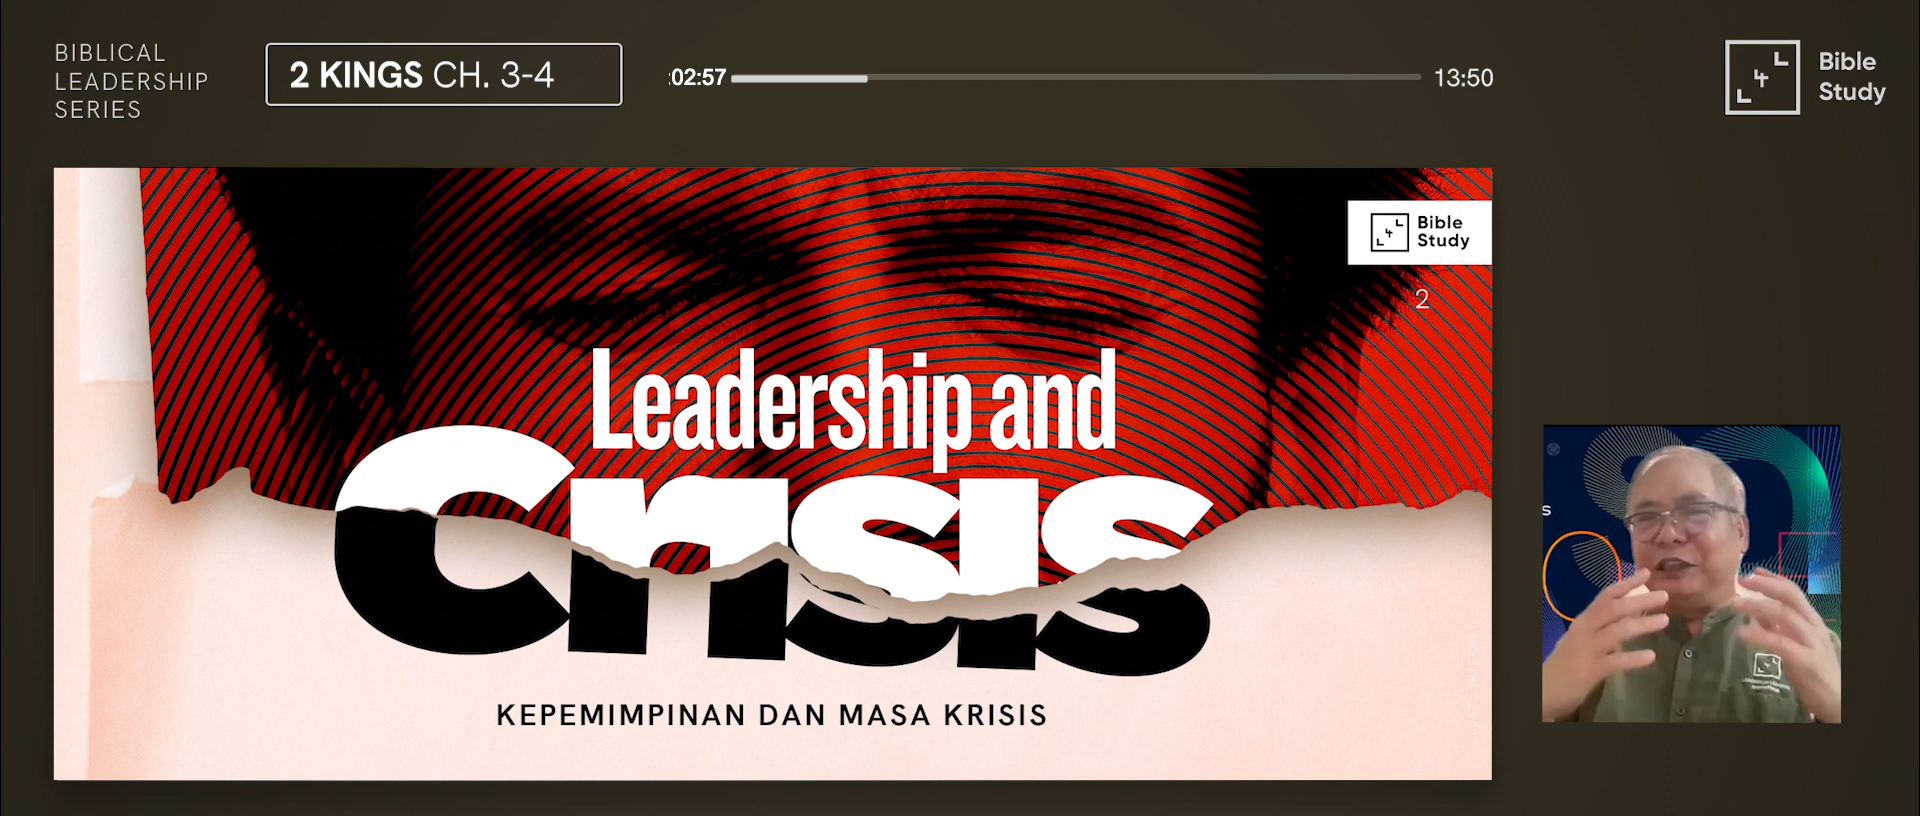 BIBLICAL
LEADERSHIP
SERIES
2 KINGS CH. 3-4
:02:57
13:50
Bible
Study
Bible
Study
2
Leadership and
Crisis
KEPEMIMPINAN DAN MASA KRISIS
s